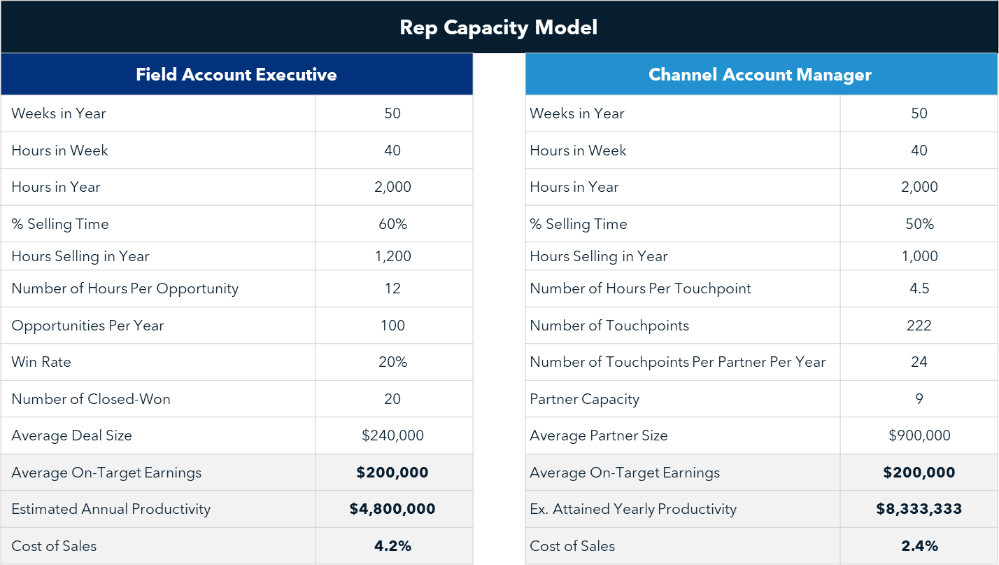 Rep Capacity Model
Field Account Executive
Weeks in Year 50
Hours in Week 40
Hours in Year 2,000
% Selling Time 60%
Hours Selling in Year 1,200
Number of Hours Per Opportunity 12
Opportunities Per Year 100
Win Rate 20%
Number of Closed-Won 20
Average Deal Size $240,000
Average On-Target Earnings $200,000
Estimated Annual Productivity $4,800,000
Cost of Sales 4.2%
Channel Account Manager
Weeks in Year 50
Hours in Week 40
Hours in Year 2,000
% Selling Time 50%
Hours Selling in Year 1,000
Number of Hours Per Touchpoint 4.5
Number of Touchpoints 222
Number of Touchpoints Per Partner Per Year 24
Partner Capacity 9
Average Partner Size $900,000
Average On-Target Earnings $200,000
Ex. Attained Yearly Productivity $8,333,333
Cost of Sales 2.4%